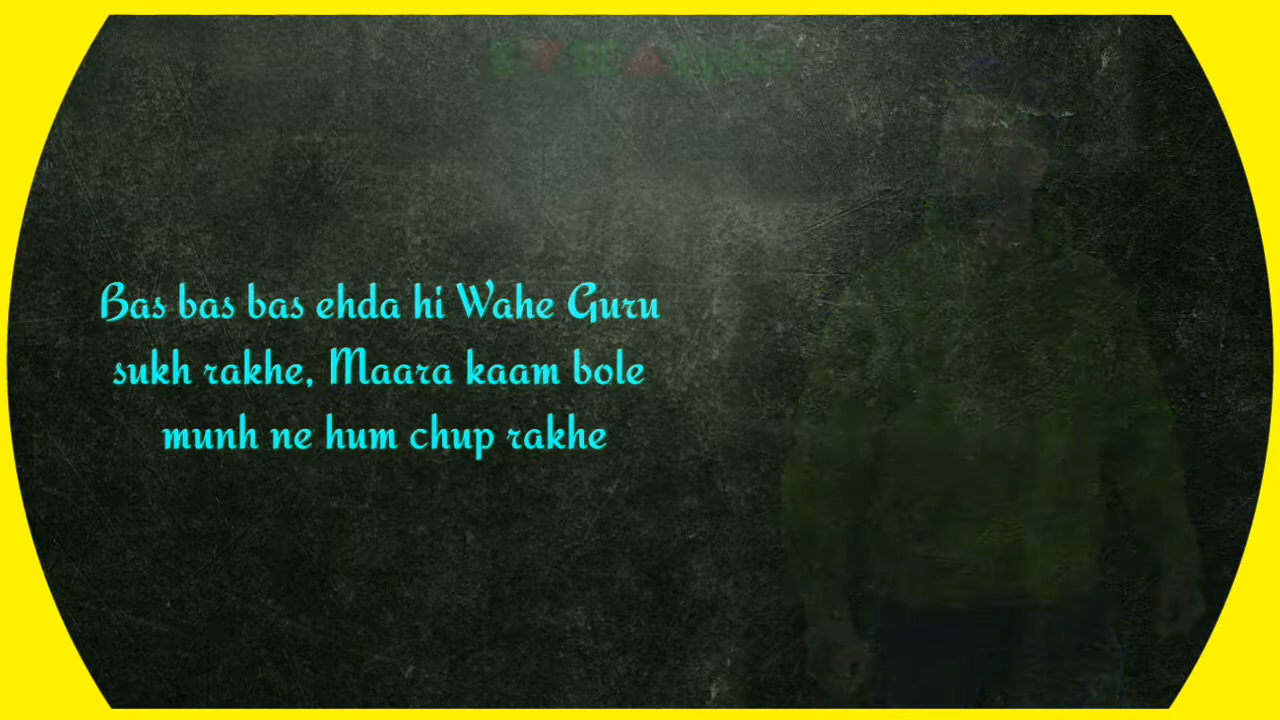 Bas bas bas ehda hi Wahe Guru
sukh rakhe, Maara kaam bole
munh ne hum chup rakhe